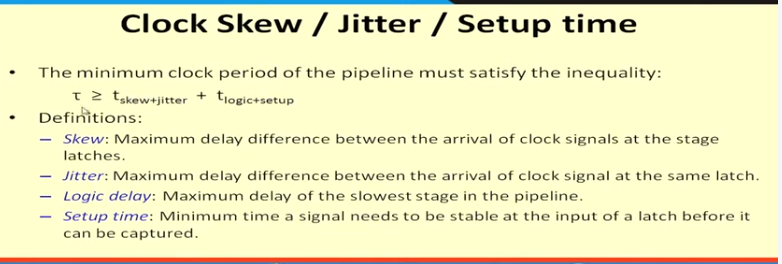 Clock Skew / Jitter / Setup time
• The minimum clock period of the pipeline must satisfy the inequality:
τ ≥ tskew+jitter + tlogic+setup
• Definitions:
– Skew: Maximum delay difference between the arrival of clock signals at the stage
latches.
– Jitter: Maximum delay difference between the arrival of clock signal at the same latch.
– Logic delay: Maximum delay of the slowest stage in the pipeline.
– Setup time: Minimum time a signal needs to be stable at the input of a latch before it
can be captured.